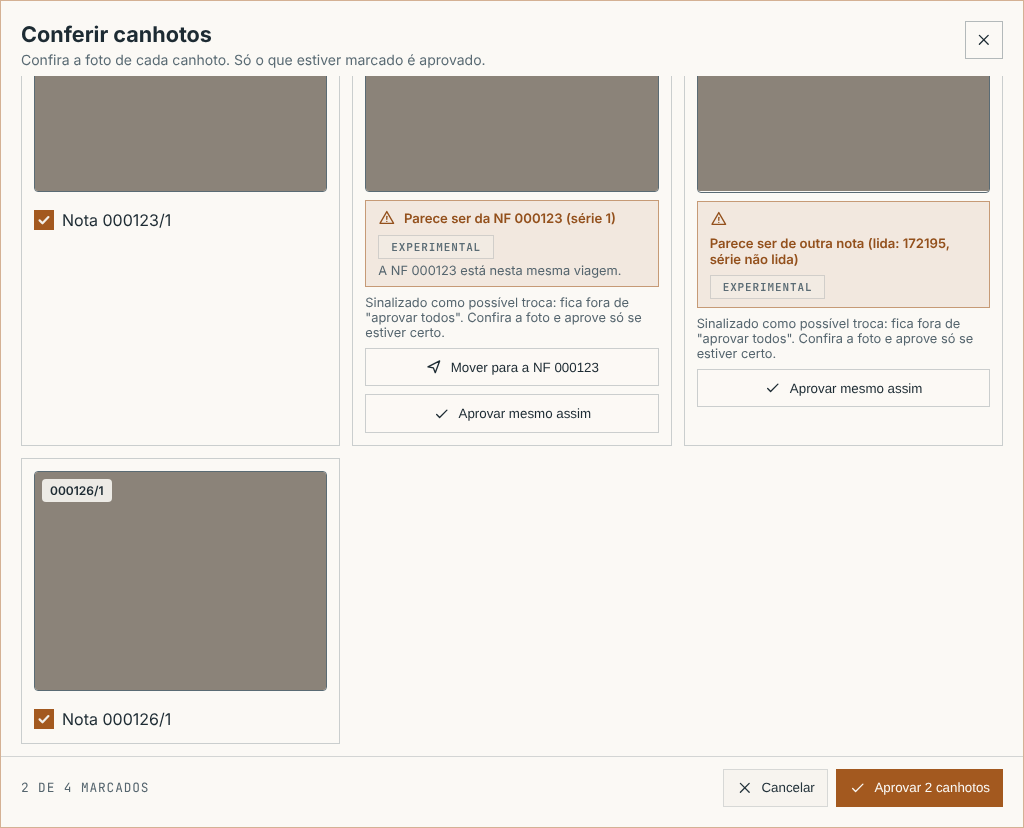 Conferir canhotos
Confira a foto de cada canhoto. Só o que estiver marcado é aprovado.
Nota 000123/1
Parece ser da NF 000123 (série 1)
EXPERIMENTAL
A NF 000123 está nesta mesma viagem.
Sinalizado como possível troca: fica fora de
"aprovar todos". Confira a foto e aprove só se
estiver certo.
Mover para a NF 000123
Aprovar mesmo assim
Parece ser de outra nota (lida: 172195,
série não lida)
EXPERIMENTAL
Sinalizado como possível troca: fica fora de
"aprovar todos". Confira a foto e aprove só se
estiver certo.
Aprovar mesmo assim
000126/1
Nota 000126/1
2 DE 4 MARCADOS
Cancelar
Aprovar 2 canhotos